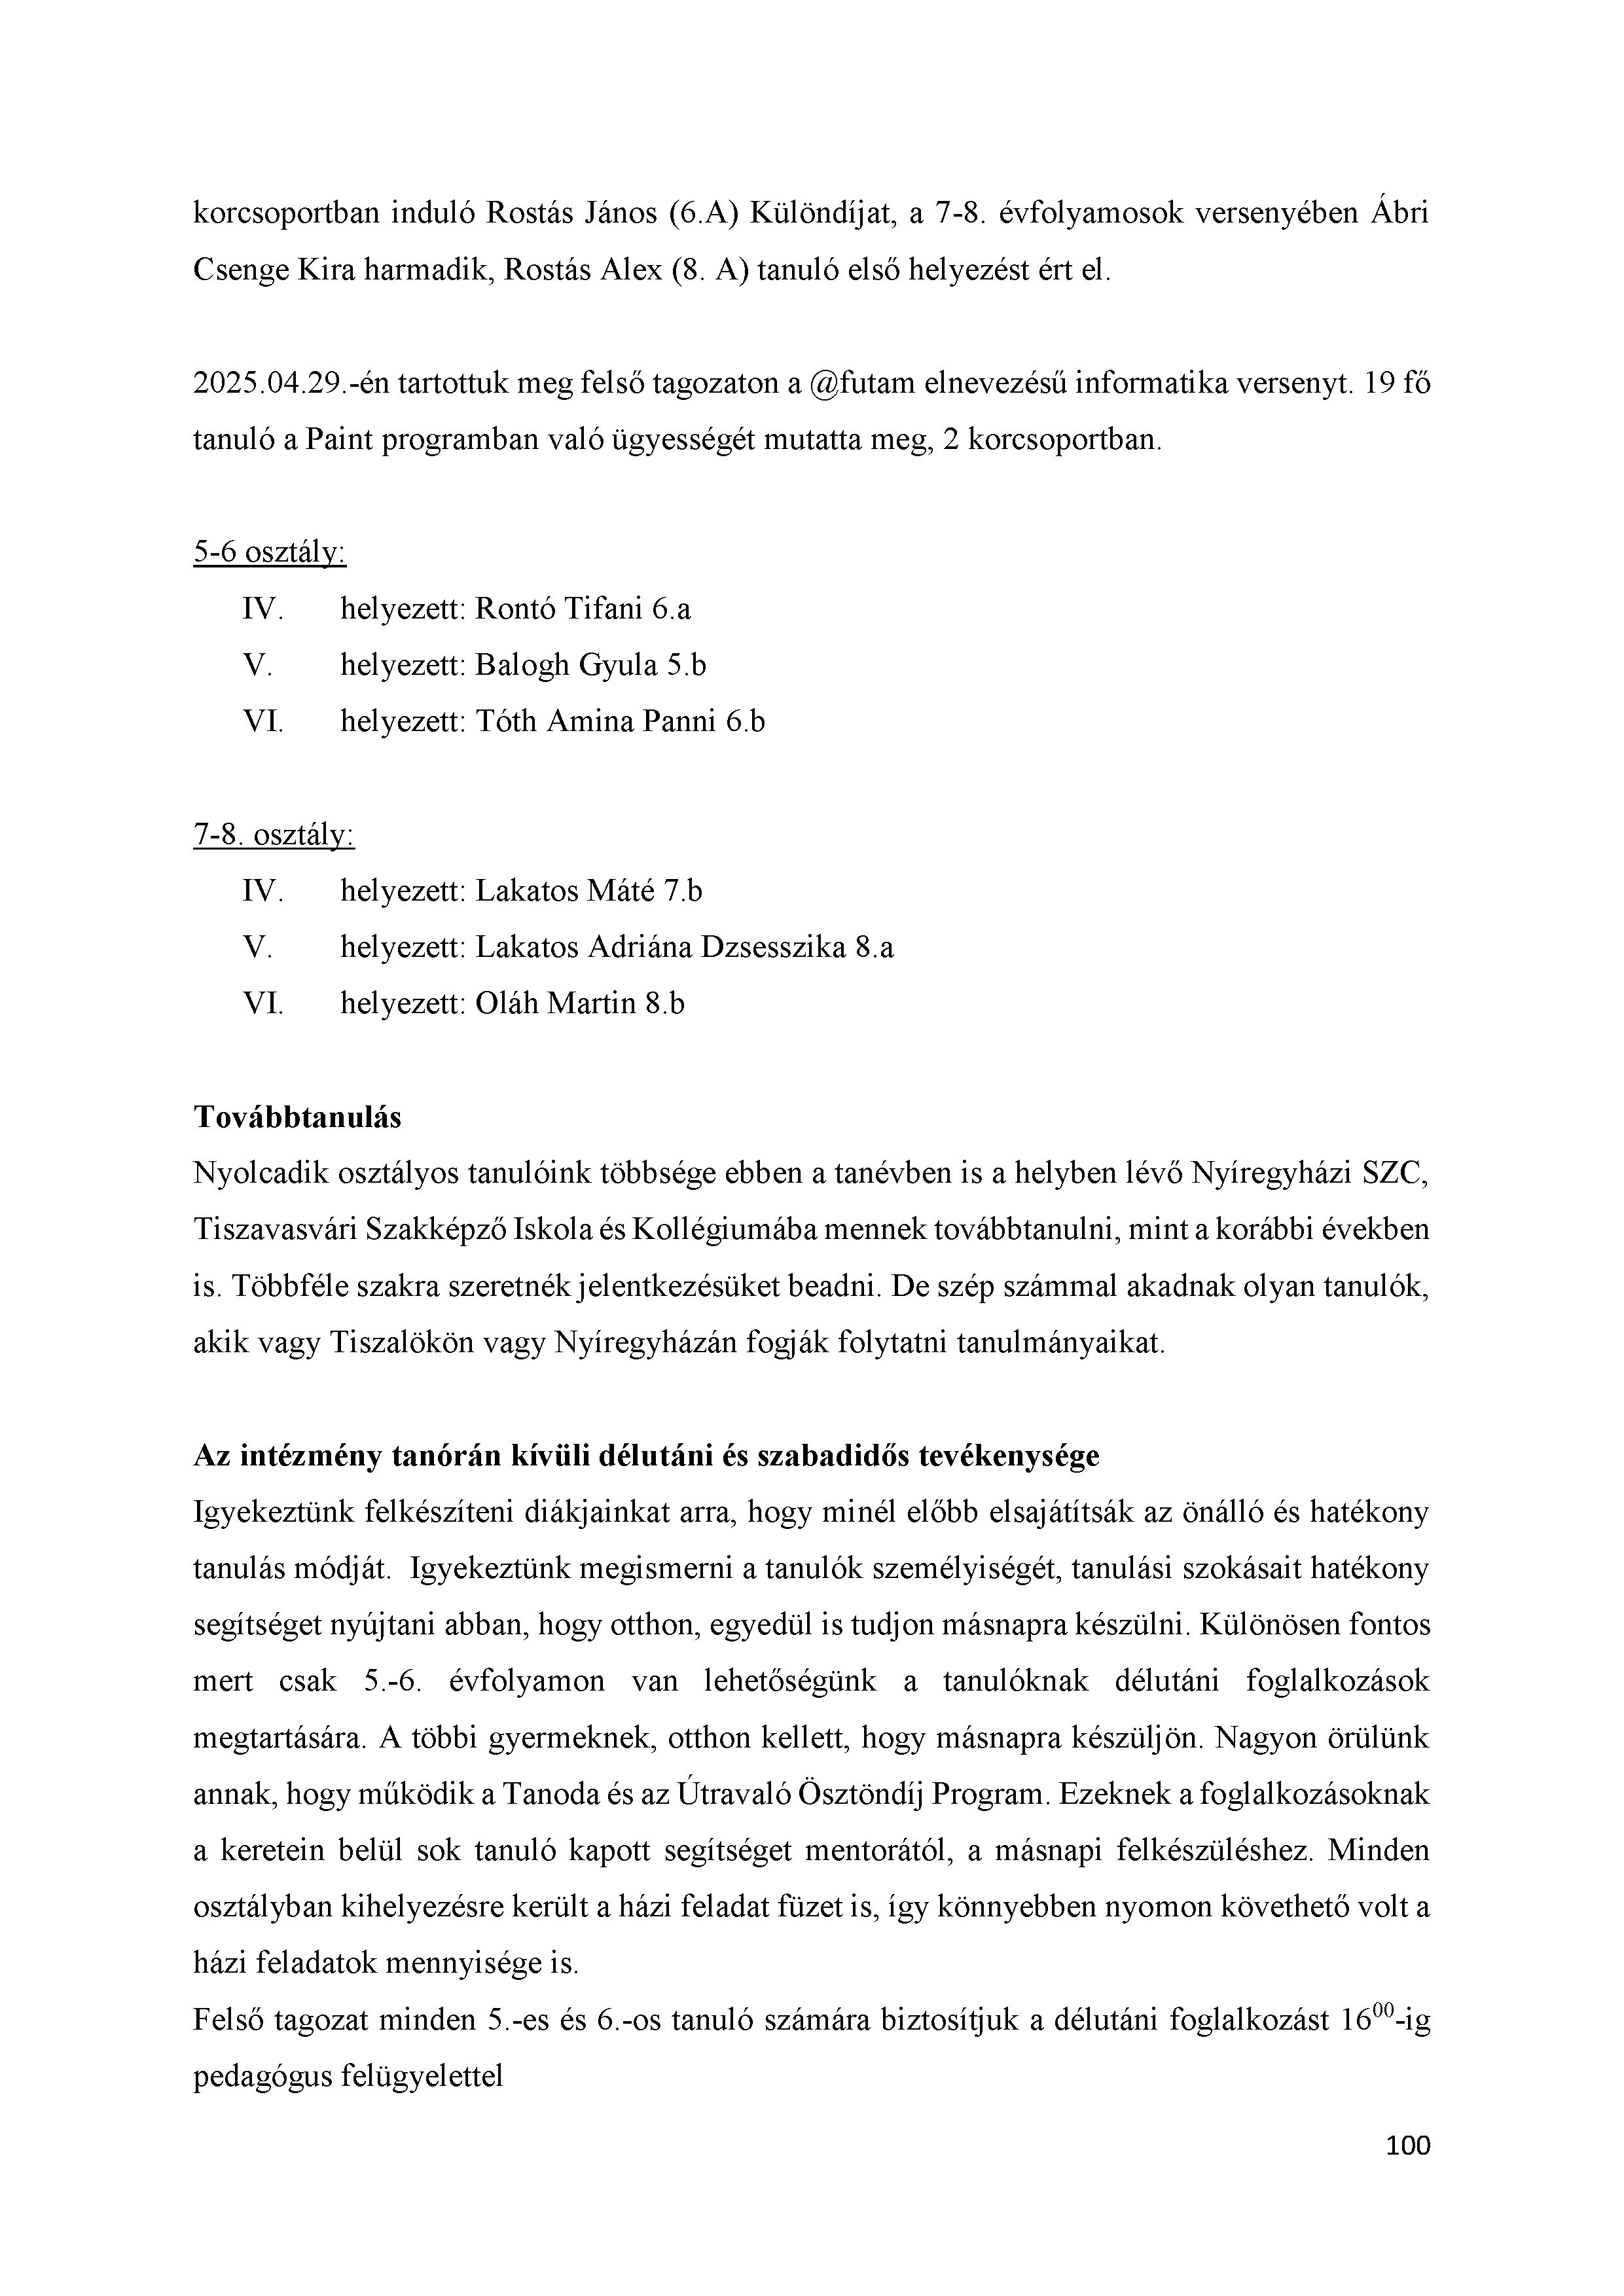 korcsoportban induló Rostás János (6.A) Különdíjat, a 7-8. évfolyamosok versenyében Ábri
Csenge Kira harmadik, Rostás Alex (8. A) tanuló első helyezést ért el.
2025.04.29.-én tartottuk meg felső tagozaton a @futam elnevezésű informatika versenyt. 19 fő
tanuló a Paint programban való ügyességét mutatta meg, 2 korcsoportban.
5-6 osztály:
IV. helyezett: Rontó Tifani 6.a
V. helyezett: Balogh Gyula 5.b
VI. helyezett: Tóth Amina Panni 6.b
7-8. osztály:
IV. helyezett: Lakatos Máté 7.b
V. helyezett: Lakatos Adriána Dzsesszika 8.a
VI. helyezett: Oláh Martin 8.b
Továbbtanulás
Nyolcadik osztályos tanulóink többsége ebben a tanévben is a helyben lévő Nyíregyházi SZC,
Tiszavasvári Szakképző Iskola és Kollégiumába mennek továbbtanulni, mint a korábbi években
is. Többféle szakra szeretnék jelentkezésüket beadni. De szép számmal akadnak olyan tanulók,
akik vagy Tiszalökön vagy Nyíregyházán fogják folytatni tanulmányaikat.
Az intézmény tanórán kívüli délutáni és szabadidős tevékenysége
Igyekeztünk felkészíteni diákjainkat arra, hogy minél előbb elsajátítsák az önálló és hatékony
tanulás módját. Igyekeztünk megismerni a tanulók személyiségét, tanulási szokásait hatékony
segítséget nyújtani abban, hogy otthon, egyedül is tudjon másnapra készülni. Különösen fontos
mert csak 5.-6. évfolyamon van lehetőségünk a tanulóknak délutáni foglalkozások
megtartására. A többi gyermeknek, otthon kellett, hogy másnapra készüljön. Nagyon örülünk
annak, hogy működik a Tanoda és az Útravaló Ösztöndíj Program. Ezeknek a foglalkozásoknak
a keretein belül sok tanuló kapott segítséget mentorától, a másnapi felkészüléshez. Minden
osztályban kihelyezésre került a házi feladat füzet is, így könnyebben nyomon követhető volt a
házi feladatok mennyisége is.
Felső tagozat minden 5.-es és 6.-os tanuló számára biztosítjuk a délutáni foglalkozást 16⁰⁰-ig
pedagógus felügyelettel
100